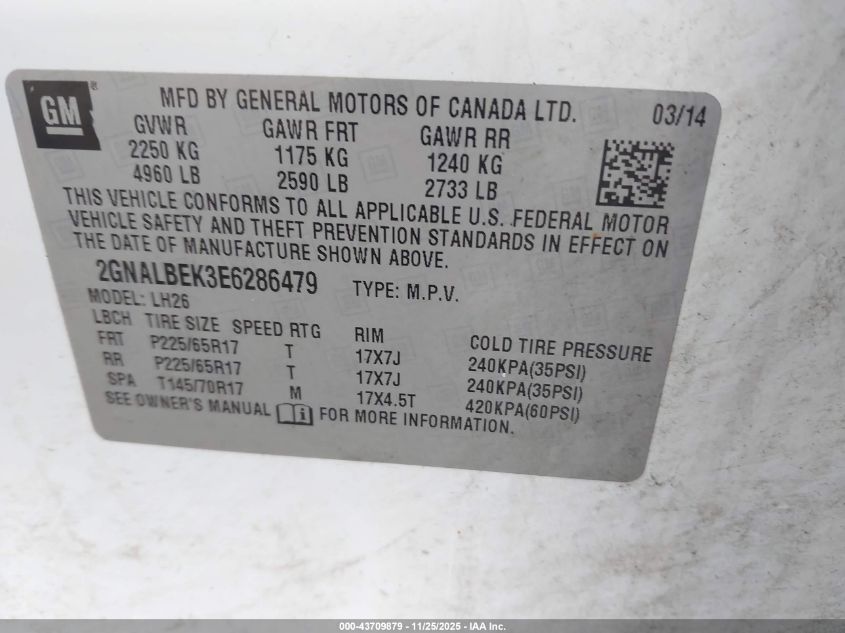 GM ®
MFD BY GENERAL MOTORS OF CANADA LTD. 03/14
GVWR GAWR FRT GAWR RR
2250 KG 1175 KG 1240 KG
4960 LB 2590 LB 2733 LB
THIS VEHICLE CONFORMS TO ALL APPLICABLE U.S. FEDERAL MOTOR
VEHICLE SAFETY AND THEFT PREVENTION STANDARDS IN EFFECT ON
THE DATE OF MANUFACTURE SHOWN ABOVE.
2GNALBEK3E6286479 TYPE: M.P.V.
MODEL: LH26
LBCH TIRE SIZE SPEED RTG RIM COLD TIRE PRESSURE
FRT P225/65R17 T 17X7J 240KPA(35PSI)
RR P225/65R17 T 17X7J 240KPA(35PSI)
SPA T145/70R17 M 17X4.5T 420KPA(60PSI)
SEE OWNER'S MANUAL FOR MORE INFORMATION.
000-43709879 - 11/25/2025 - IAA Inc.